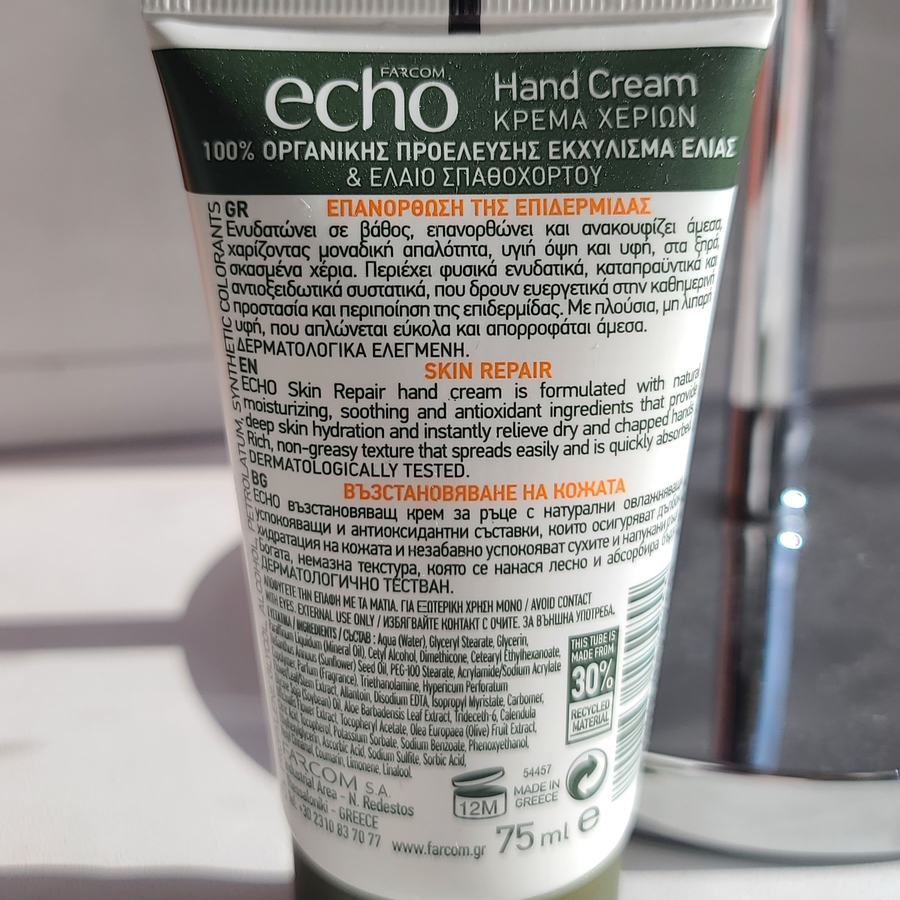 FARCOM
echo
Hand Cream
ΚΡΕΜΑ ΧΕΡΙΩΝ
100% ΟΡΓΑΝΙΚΗΣ ΠΡΟΕΛΕΥΣΗΣ ΕΚΧΥΛΙΣΜΑ ΕΛΙΑΣ
& ΕΛΑΙΟ ΣΠΑΘΟΧΟΡΤΟΥ
PETROLATUM, SYNTHETIC COLORANTS
GR ΕΠΑΝΟΡΘΩΣΗ ΤΗΣ ΕΠΙΔΕΡΜΙΔΑΣ
Ενυδατώνει σε βάθος, επανορθώνει και ανακουφίζει άμεσα,
χαρίζοντας μοναδική απαλότητα, υγιή όψη και υφή, στα ξηρά,
σκασμένα χέρια. Περιέχει φυσικά ενυδατικά, καταπραϋντικά και
αντιοξειδωτικά συστατικά, που δρουν ευεργετικά στην καθημερινή
προστασία και περιποίηση της επιδερμίδας. Με πλούσια, μη λιπαρή
υφή, που απλώνεται εύκολα και απορροφάται άμεσα.
ΔΕΡΜΑΤΟΛΟΓΙΚΑ ΕΛΕΓΜΕΝΗ.
EN SKIN REPAIR
ECHO Skin Repair hand cream is formulated with natural
moisturizing, soothing and antioxidant ingredients that provide
deep skin hydration and instantly relieve dry and chapped hands.
Rich, non-greasy texture that spreads easily and is quickly absorbed.
DERMATOLOGICALLY TESTED.
BG ВЪЗСТАНОВЯВАНЕ НА КОЖАТА
ECHO възстановяващ крем за ръце с натурални овлажняващи,
успокояващи и антиоксидантни съставки, които осигуряват дълбока
хидратация на кожата и незабавно успокояват сухите и напукани
Богата, немазна текстура, която се нанася лесно и абсорбира
ДЕРМАТОЛОГИЧНО ТЕСТВАН.
ΑΠΟΦΥΓΕΤΕ ΤΗΝ ΕΠΑΦΗ ΜΕ ΤΑ ΜΑΤΙΑ. ΓΙΑ ΕΞΩΤΕΡΙΚΗ ΧΡΗΣΗ ΜΟΝΟ / AVOID CONTACT
WITH EYES. EXTERNAL USE ONLY / ИЗБЯГВАЙТЕ КОНТАКТ С ОЧИТЕ. ЗА ВЪНШНА УПОТРЕБА.
INGREDIENTS / СЪСТАВ : Aqua (Water), Glyceryl Stearate, Glycerin,
Paraffinum Liquidum (Mineral Oil), Cetyl Alcohol, Dimethicone, Cetearyl Ethylhexanoate,
Annuus (Sunflower) Seed Oil, PEG-100 Stearate, Acrylamide/Sodium Acrylate
Parfum (Fragrance), Triethanolamine, Hypericum Perforatum
Extract, Allantoin, Disodium EDTA, Isopropyl Myristate, Carbomer,
Soja (Soybean) Oil, Aloe Barbadensis Leaf Extract, Trideceth-6, Calendula
Flower Extract, Tocopheryl Acetate, Olea Europaea (Olive) Fruit Extract,
Tocopherol, Potassium Sorbate, Sodium Benzoate, Phenoxyethanol,
Ascorbic Acid, Sodium Sulfite, Sorbic Acid,
Coumarin, Limonene, Linalool.
THIS TUBE IS
MADE FROM
30%
RECYCLED
MATERIAL
FARCOM S.A.
Industrial Area - N. Redestos
Thessaloniki - GREECE
+30 2310 83 70 77
www.farcom.gr
12M
54457
MADE IN
GREECE
75 ml e